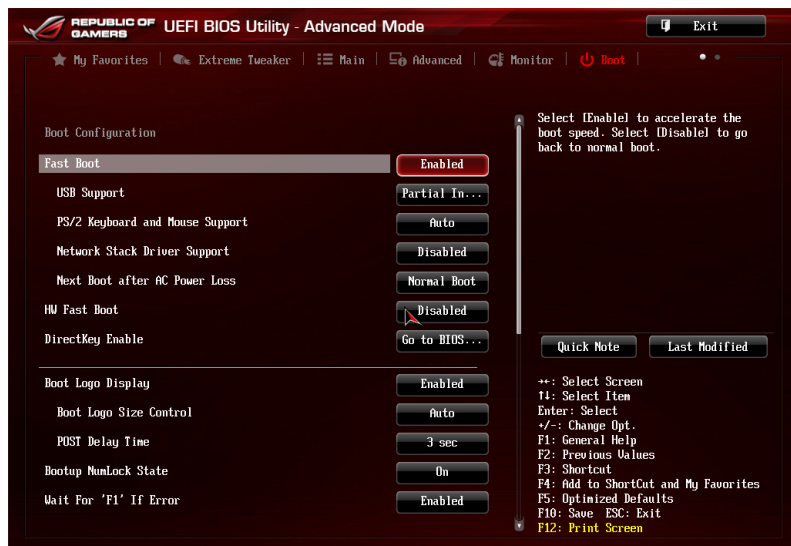 REPUBLIC OF GAMERS UEFI BIOS Utility - Advanced Mode
Exit
My Favorites Extreme Tweaker Main Advanced Monitor Boot
Boot Configuration
Fast Boot Enabled
USB Support Partial In...
PS/2 Keyboard and Mouse Support Auto
Network Stack Driver Support Disabled
Next Boot after AC Power Loss Normal Boot
HW Fast Boot Disabled
DirectKey Enable Go to BIOS...
Boot Logo Display Enabled
Boot Logo Size Control Auto
POST Delay Time 3 sec
Bootup NumLock State On
Wait For 'F1' If Error Enabled
Select [Enable] to accelerate the
boot speed. Select [Disable] to go
back to normal boot.
Quick Note Last Modified
→←: Select Screen
↑↓: Select Item
Enter: Select
+/-: Change Opt.
F1: General Help
F2: Previous Values
F3: Shortcut
F4: Add to ShortCut and My Favorites
F5: Optimized Defaults
F10: Save ESC: Exit
F12: Print Screen